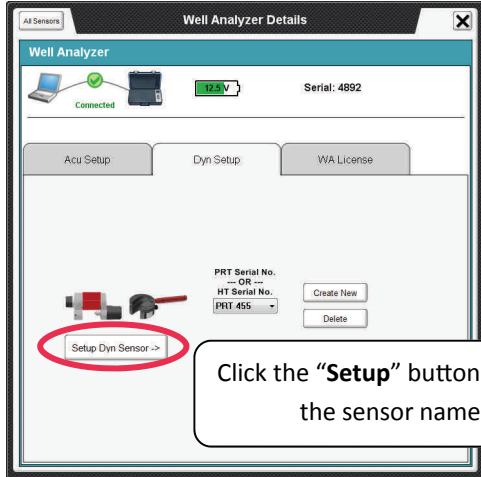 All Sensors
Well Analyzer Details
Well Analyzer
Connected
12.5 V
Serial: 4892
Acu Setup
Dyn Setup
WA License
PRT Serial No.
--- OR ---
HT Serial No.
PRT 455
Create New
Delete
Setup Dyn Sensor ->
Click the “Setup” button
the sensor name